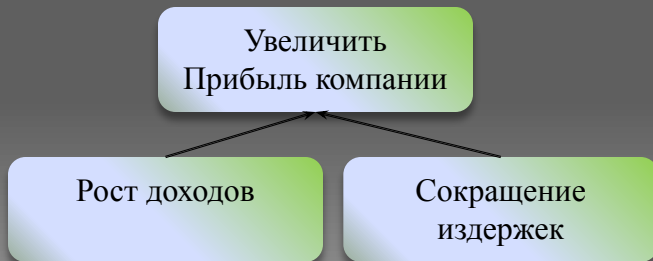 Увеличить
Прибыль компании
Рост доходов
Сокращение
издержек